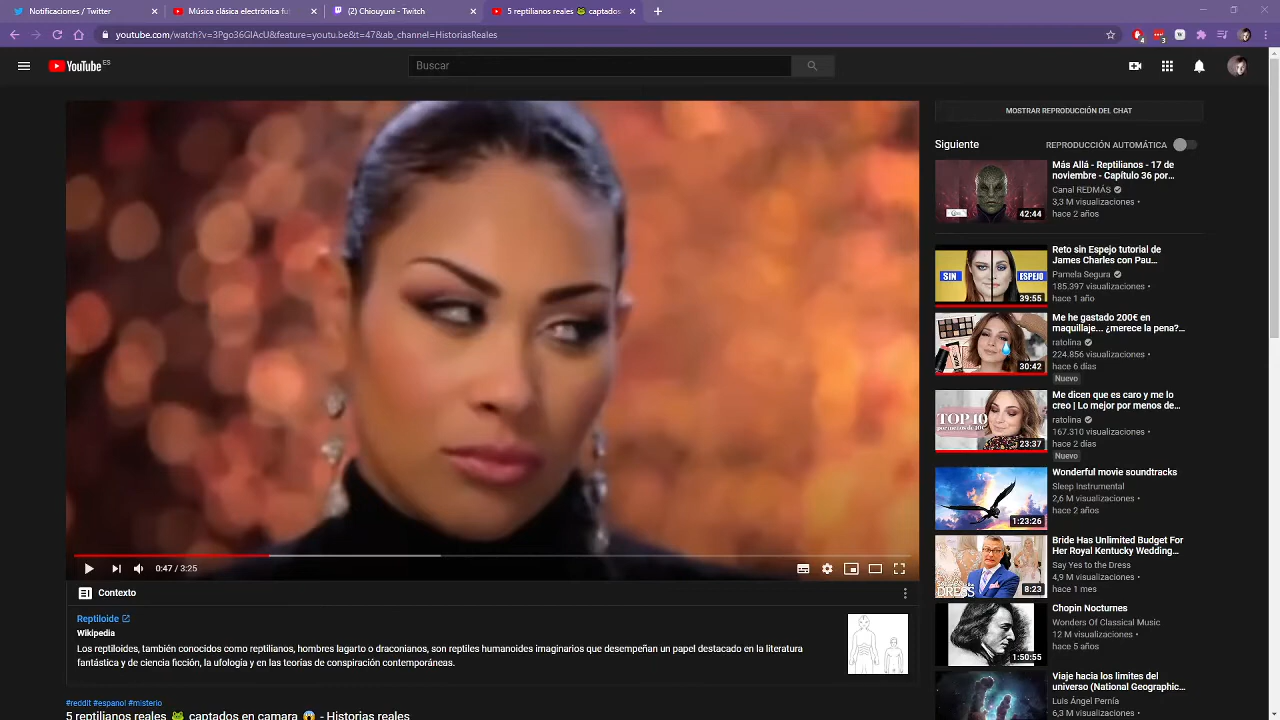 Notificaciones / Twitter
Música clásica electrónica fu
(2) Chiouyuni - Twitch
5 reptilianos reales 🐸 captados
youtube.com/watch?v=3Pgo36GlAcU&feature=youtu.be&t=47&ab_channel=HistoriasReales
YouTube ES
Buscar
MOSTRAR REPRODUCCIÓN DEL CHAT
Siguiente
REPRODUCCIÓN AUTOMÁTICA
42:44
Más Allá - Reptilianos - 17 de
noviembre - Capítulo 36 por...
Canal REDMÁS
3,3 M visualizaciones •
hace 2 años
SIN
ESPEJO
39:55
Reto sin Espejo tutorial de
James Charles con Pau...
Pamela Segura
185.397 visualizaciones •
hace 1 año
30:42
Me he gastado 200€ en
maquillaje... ¿merece la pena?...
ratolina
224.856 visualizaciones •
hace 6 días
Nuevo
TOP 10
por menos de 10€
23:37
Me dicen que es caro y me lo
creo | Lo mejor por menos de...
ratolina
167.310 visualizaciones •
hace 2 días
Nuevo
1:23:26
Wonderful movie soundtracks
Sleep Instrumental
2,6 M visualizaciones •
hace 2 años
DRESS
8:23
Bride Has Unlimited Budget For
Her Royal Kentucky Wedding...
Say Yes to the Dress
4,9 M visualizaciones •
hace 1 mes
1:50:55
Chopin Nocturnes
Wonders Of Classical Music
12 M visualizaciones •
hace 5 años
Viaje hacia los limites del
universo (National Geographic...
Luis Ángel Pernía
6,3 M visualizaciones •
0:47 / 3:25
Contexto
Reptiloide
Wikipedia
Los reptiloides, también conocidos como reptilianos, hombres lagarto o draconianos, son reptiles humanoides imaginarios que desempeñan un papel destacado en la literatura
fantástica y de ciencia ficción, la ufología y en las teorías de conspiración contemporáneas.
#reddit #espanol #misterio
5 reptilianos reales 🐸 captados en camara 😱 - Historias reales